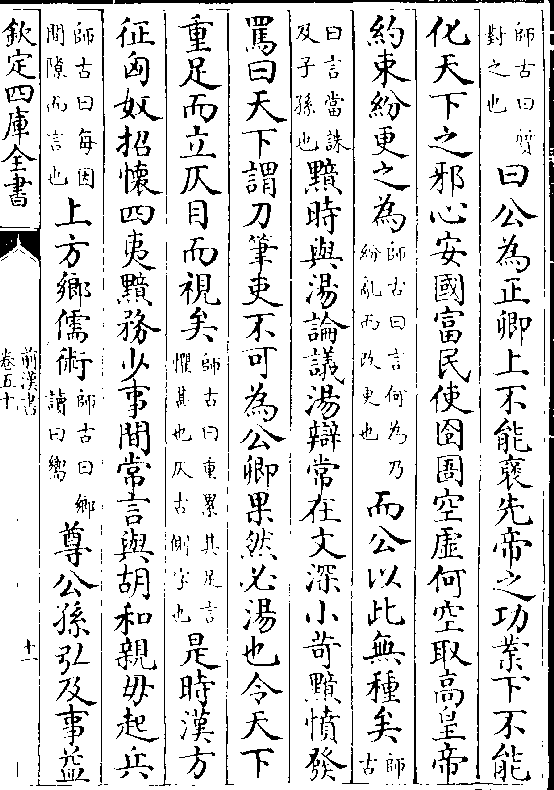 師古曰質對之也曰公為正卿上不能襃先帝之功業下不能
化天下之邪心安國富民使囹圄空虛何空取高皇帝
約束紛更之為師古曰言何為乃紛亂而改更也而公以此無種矣師古
曰言當誅及子孫也黯時與湯論議湯辯常在文深小苛黯憤發
罵曰天下謂刀筆吏不可為公卿果然必湯也令天下
重足而立仄目而視矣師古曰重累其足言懼甚也仄古側字也是時漢方
征匈奴招懷四夷黯務少事間常言與胡和親毋起兵
師古曰每因間隙而言也上方鄉儒術師古曰鄉讀曰嚮尊公孫弘及事益
欽定四庫全書
前漢書
卷五十
十一